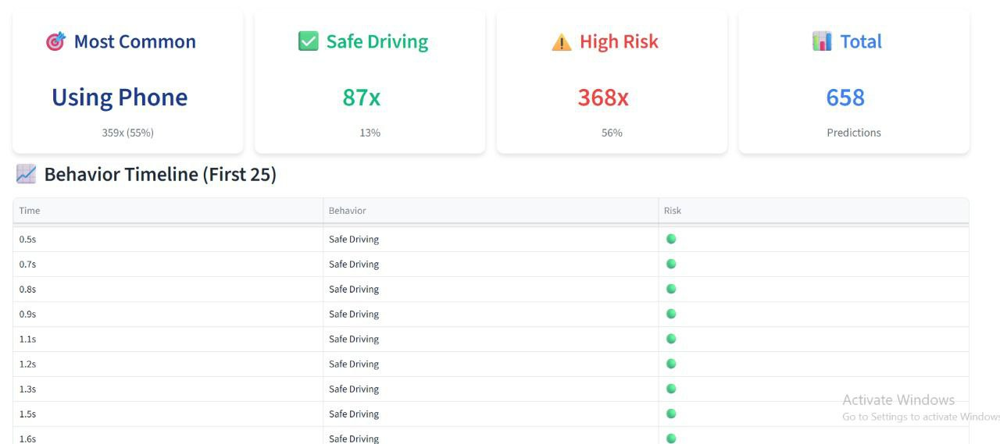 Most Common
Safe Driving
High Risk
Total
Using Phone
87x
368x
658
359x (55%)
13%
56%
Predictions
Behavior Timeline (First 25)
Time Behavior Risk
0.5s Safe Driving
0.7s Safe Driving
0.8s Safe Driving
0.9s Safe Driving
1.1s Safe Driving
1.2s Safe Driving
1.3s Safe Driving
1.5s Safe Driving
1.6s Safe Driving
Activate Windows
Go to Settings to activate Windows